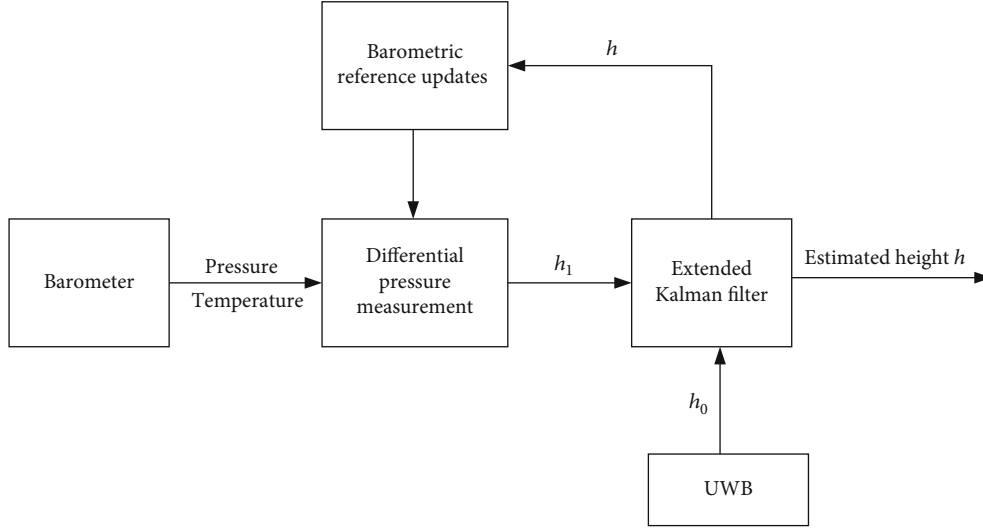 Barometric
reference updates
h
Barometer
Pressure
Temperature
Differential
pressure
measurement
h₁
Extended
Kalman filter
Estimated height h
h₀
UWB